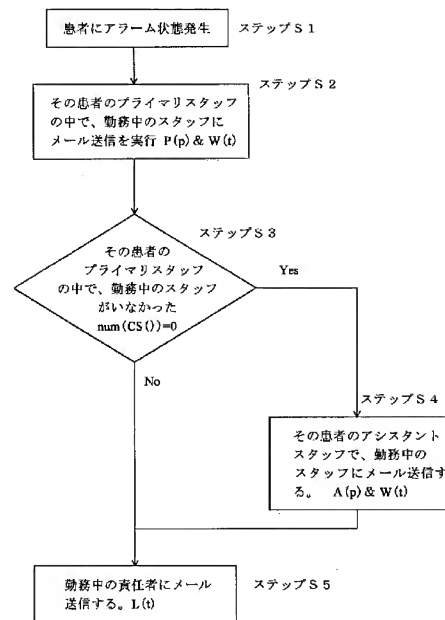 患者にアラーム状態発生
ステップS1
ステップS2
その患者のプライマリスタッフ
の中で、勤務中のスタッフに
メール送信を実行 P(p) & W(t)
ステップS3
その患者の
プライマリスタッフ
の中で、勤務中のスタッフ
がいなかった
num(CS())=0
Yes
No
ステップS4
その患者のアシスタント
スタッフで、勤務中の
スタッフにメール送信す
る。 A(p) & W(t)
勤務中の責任者にメール
送信する。L(t)
ステップS5